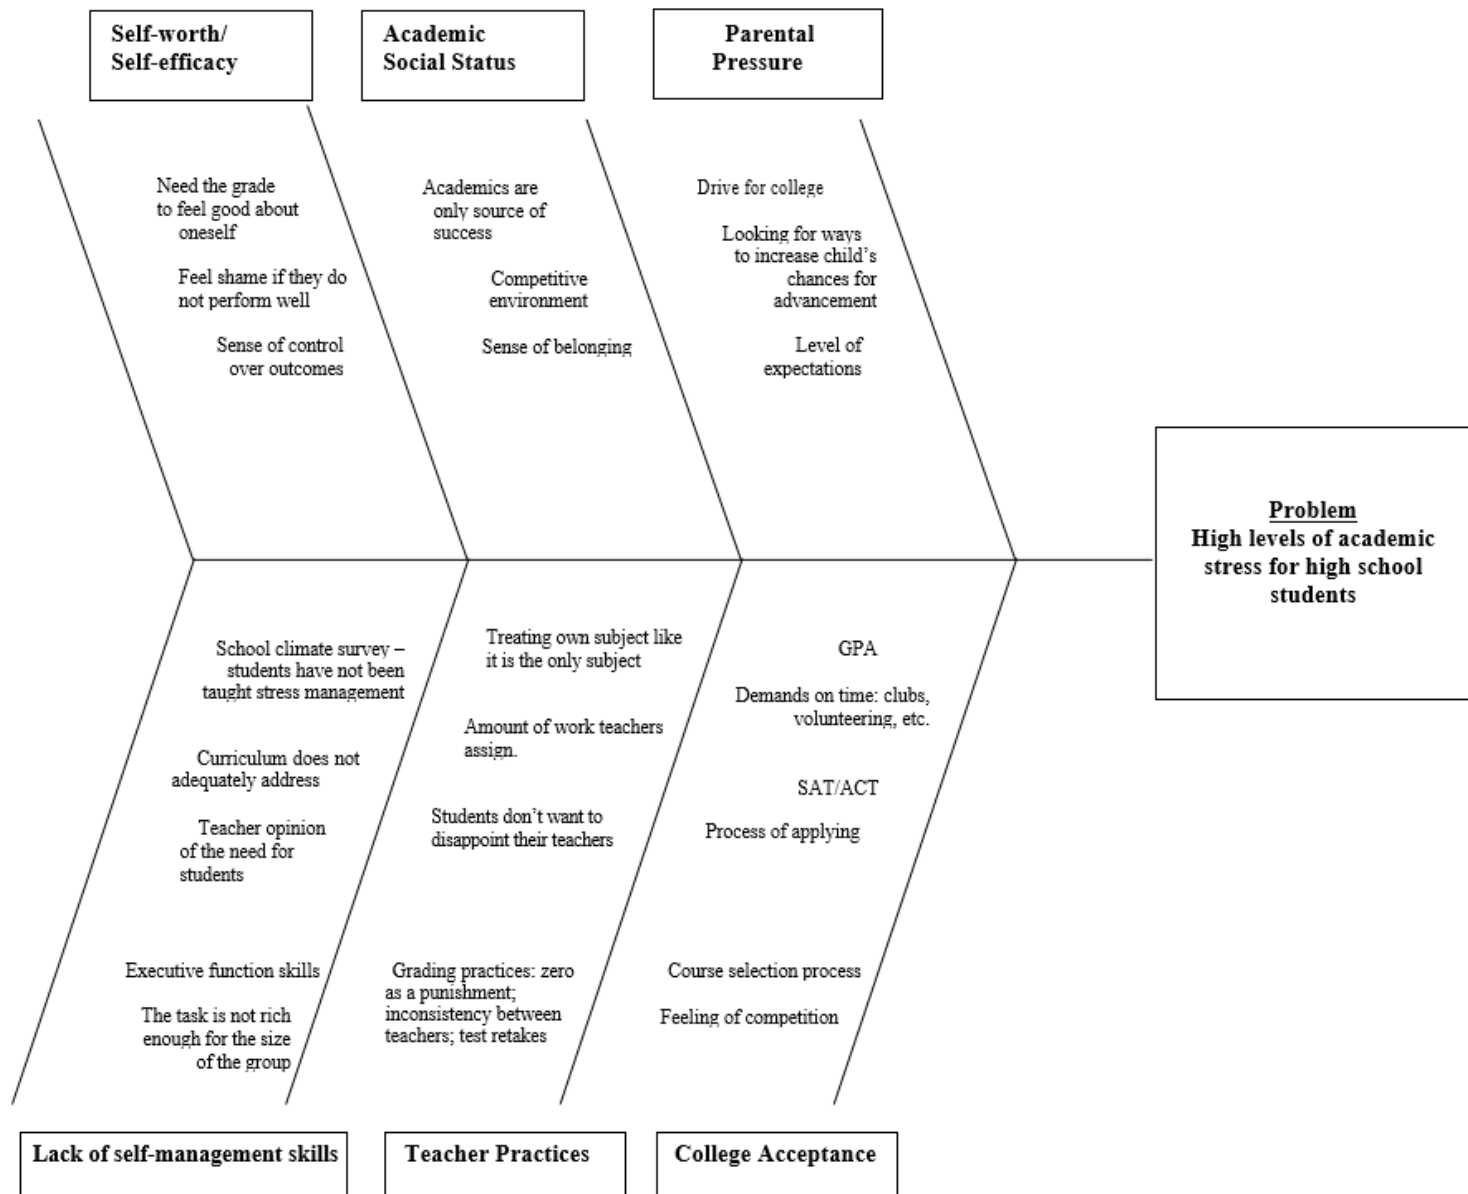 Self-worth/
Self-efficacy
Academic
Social Status
Parental
Pressure
Need the grade
to feel good about
oneself
Feel shame if they do
not perform well
Sense of control
over outcomes
Academics are
only source of
success
Competitive
environment
Sense of belonging
Drive for college
Looking for ways
to increase child’s
chances for
advancement
Level of
expectations
Problem
High levels of academic
stress for high school
students
School climate survey –
students have not been
taught stress management
Curriculum does not
adequately address
Teacher opinion
of the need for
students
Executive function skills
The task is not rich
enough for the size
of the group
Treating own subject like
it is the only subject
Amount of work teachers
assign.
Students don’t want to
disappoint their teachers
Grading practices: zero
as a punishment;
inconsistency between
teachers; test retakes
GPA
Demands on time: clubs,
volunteering, etc.
SAT/ACT
Process of applying
Course selection process
Feeling of competition
Lack of self-management skills
Teacher Practices
College Acceptance